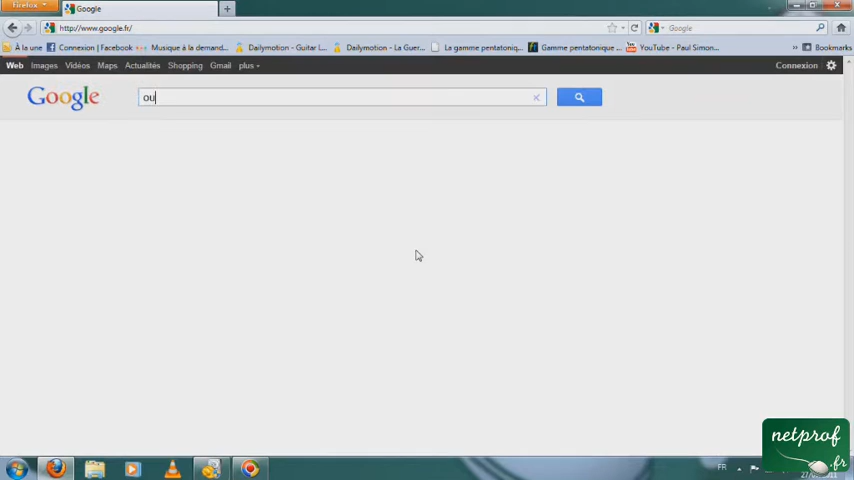 Firefox
Google
http://www.google.fr/
Google
À la une
Connexion | Facebook
Musique à la demand...
Dailymotion - Guitar l...
Dailymotion - La Guer...
La gamme pentatoniq...
Gamme pentatonique ...
YouTube - Paul Simon...
Bookmarks
Web Images Vidéos Maps Actualités Shopping Gmail plus
Connexion
Google
ou
FR
netprof
.fr